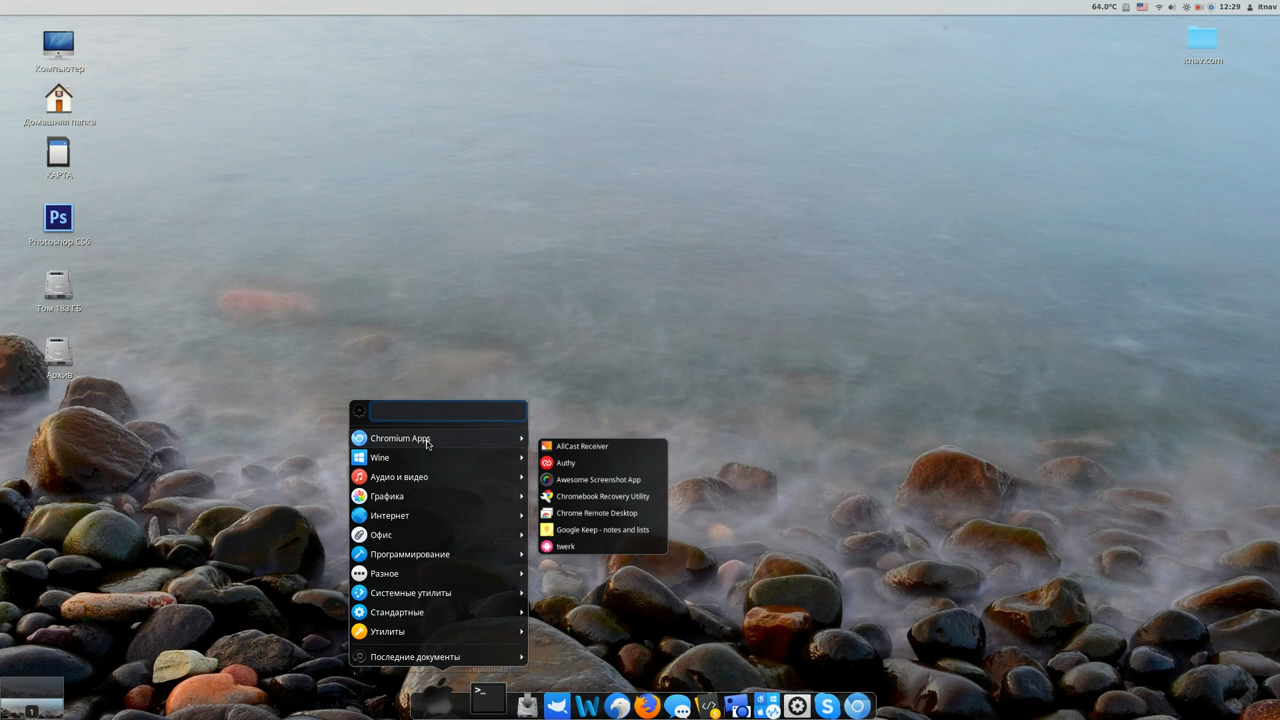 64.0°C
12:29
itnav
Компьютер
Домашняя папка
КАРТА
Ps
Photoshop CS6
Том 183 ГБ
Архив
itnav.com
Chromium Apps
Wine
Аудио и видео
Графика
Интернет
Офис
Программирование
Разное
Системные утилиты
Стандартные
Утилиты
Последние документы
AllCast Receiver
Authy
Awesome Screenshot App
Chromebook Recovery Utility
Chrome Remote Desktop
Google Keep - notes and lists
twerk
1